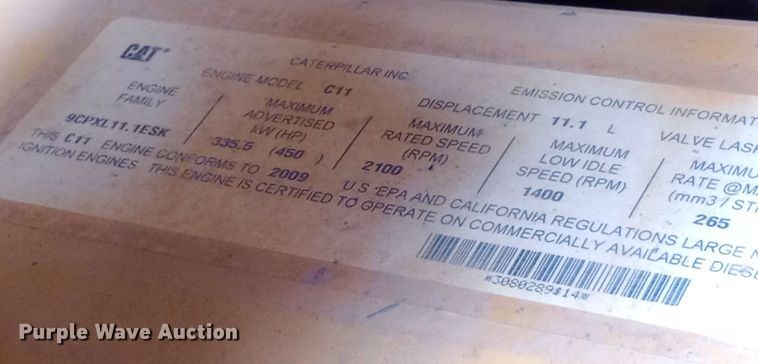 CAT®
CATERPILLAR INC.
EMISSION CONTROL INFORMAT
ENGINE MODEL C11
DISPLACEMENT 11.1 L
VALVE LASH
ENGINE FAMILY
9CPXL11.1ESK
MAXIMUM ADVERTISED kW (HP)
335.5 (450 )
MAXIMUM RATED SPEED (RPM)
2100
MAXIMUM LOW IDLE SPEED (RPM)
1400
MAXIMU
RATE @M
(mm3 / ST
265
THIS C11 ENGINE CONFORMS TO 2009 U.S EPA AND CALIFORNIA REGULATIONS LARGE
IGNITION ENGINES THIS ENGINE IS CERTIFIED TO OPERATE ON COMMERCIALLY AVAILABLE DIES
*3080289$14*
Purple Wave Auction